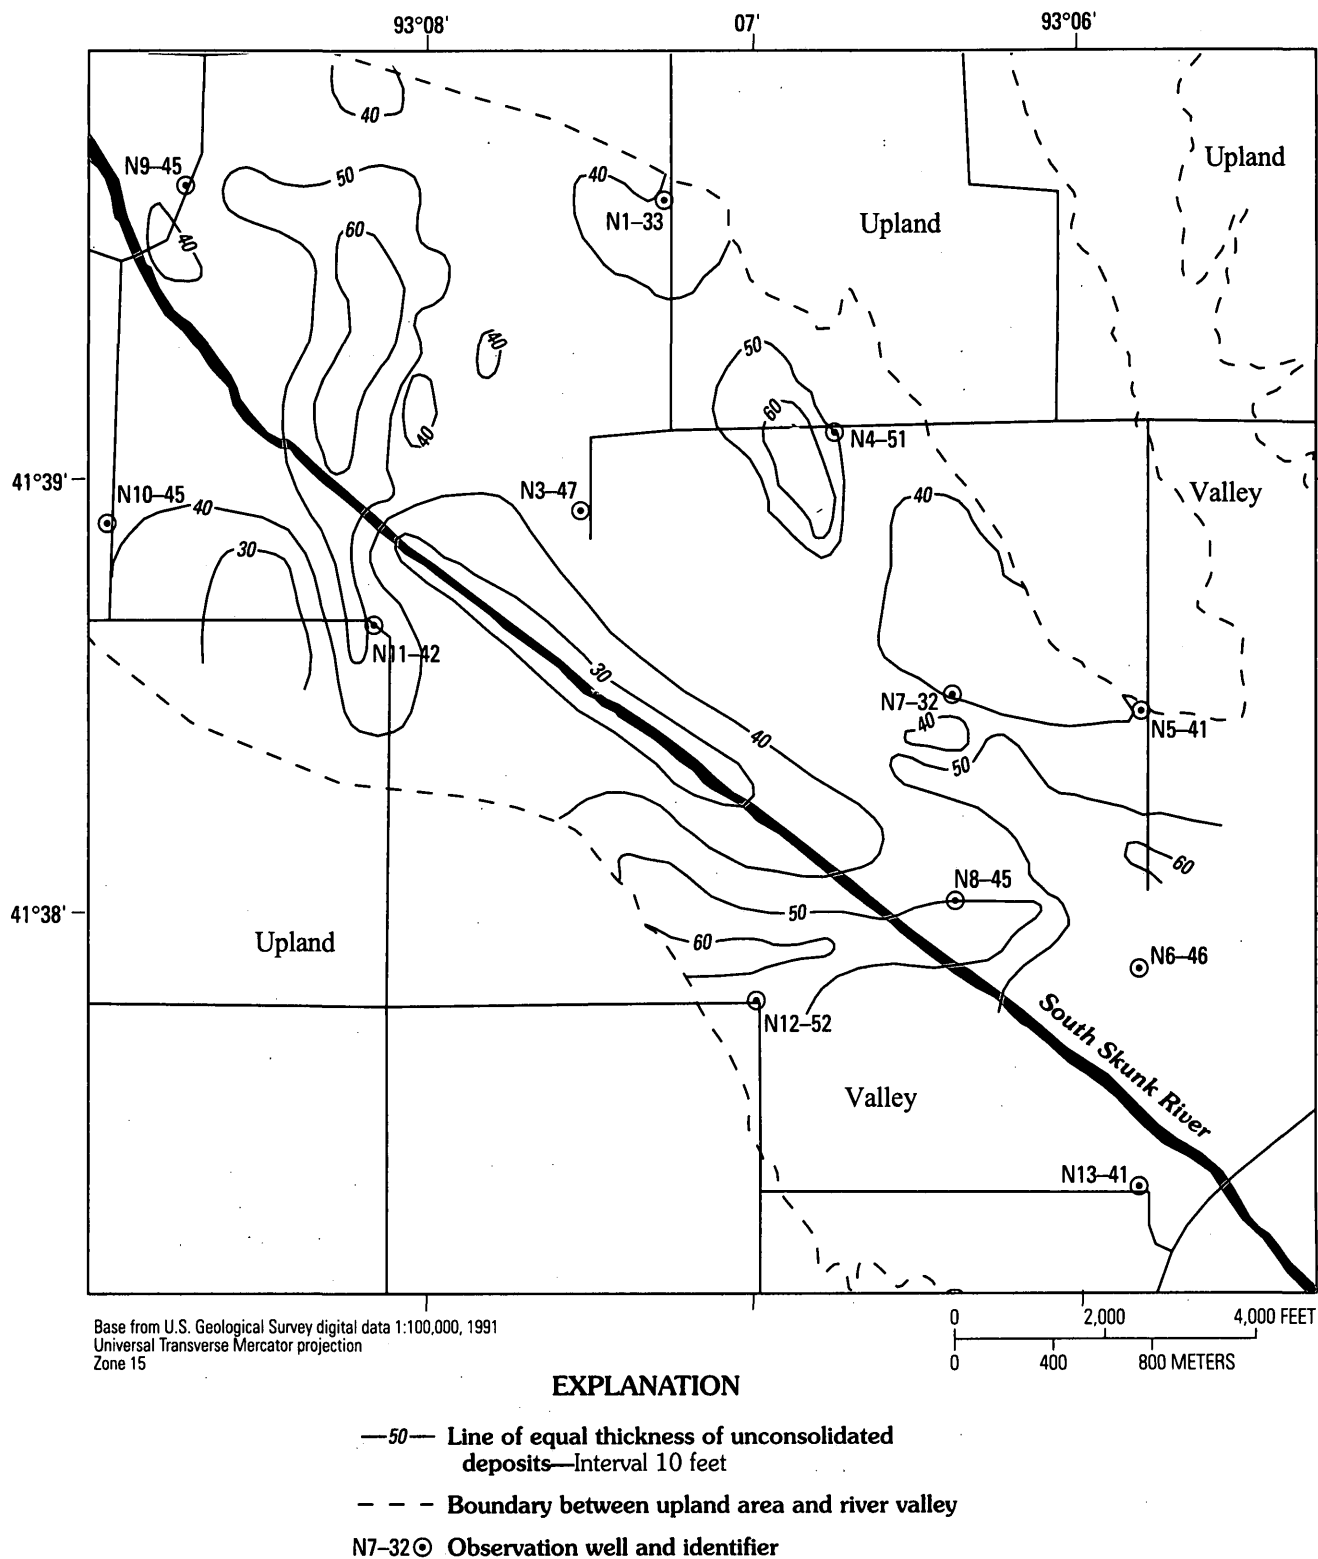 93°08' 07' 93°06'
40
Upland
N9–45
50
40
N1–33
Upland
40
60
40
50
60
40
N4–51
41°39'
N3–47
Valley
N10–45
40
40
30
N11–42
30
N7–32
40
N5–41
40
50
60
N8–45
41°38'
50
Upland
60
N6–46
N12–52
South Skunk River
Valley
N13–41
Base from U.S. Geological Survey digital data 1:100,000, 1991
Universal Transverse Mercator projection
Zone 15
0 2,000 4,000 FEET
0 400 800 METERS
EXPLANATION
—50— Line of equal thickness of unconsolidated
deposits—Interval 10 feet
– – – – Boundary between upland area and river valley
N7–32 Observation well and identifier